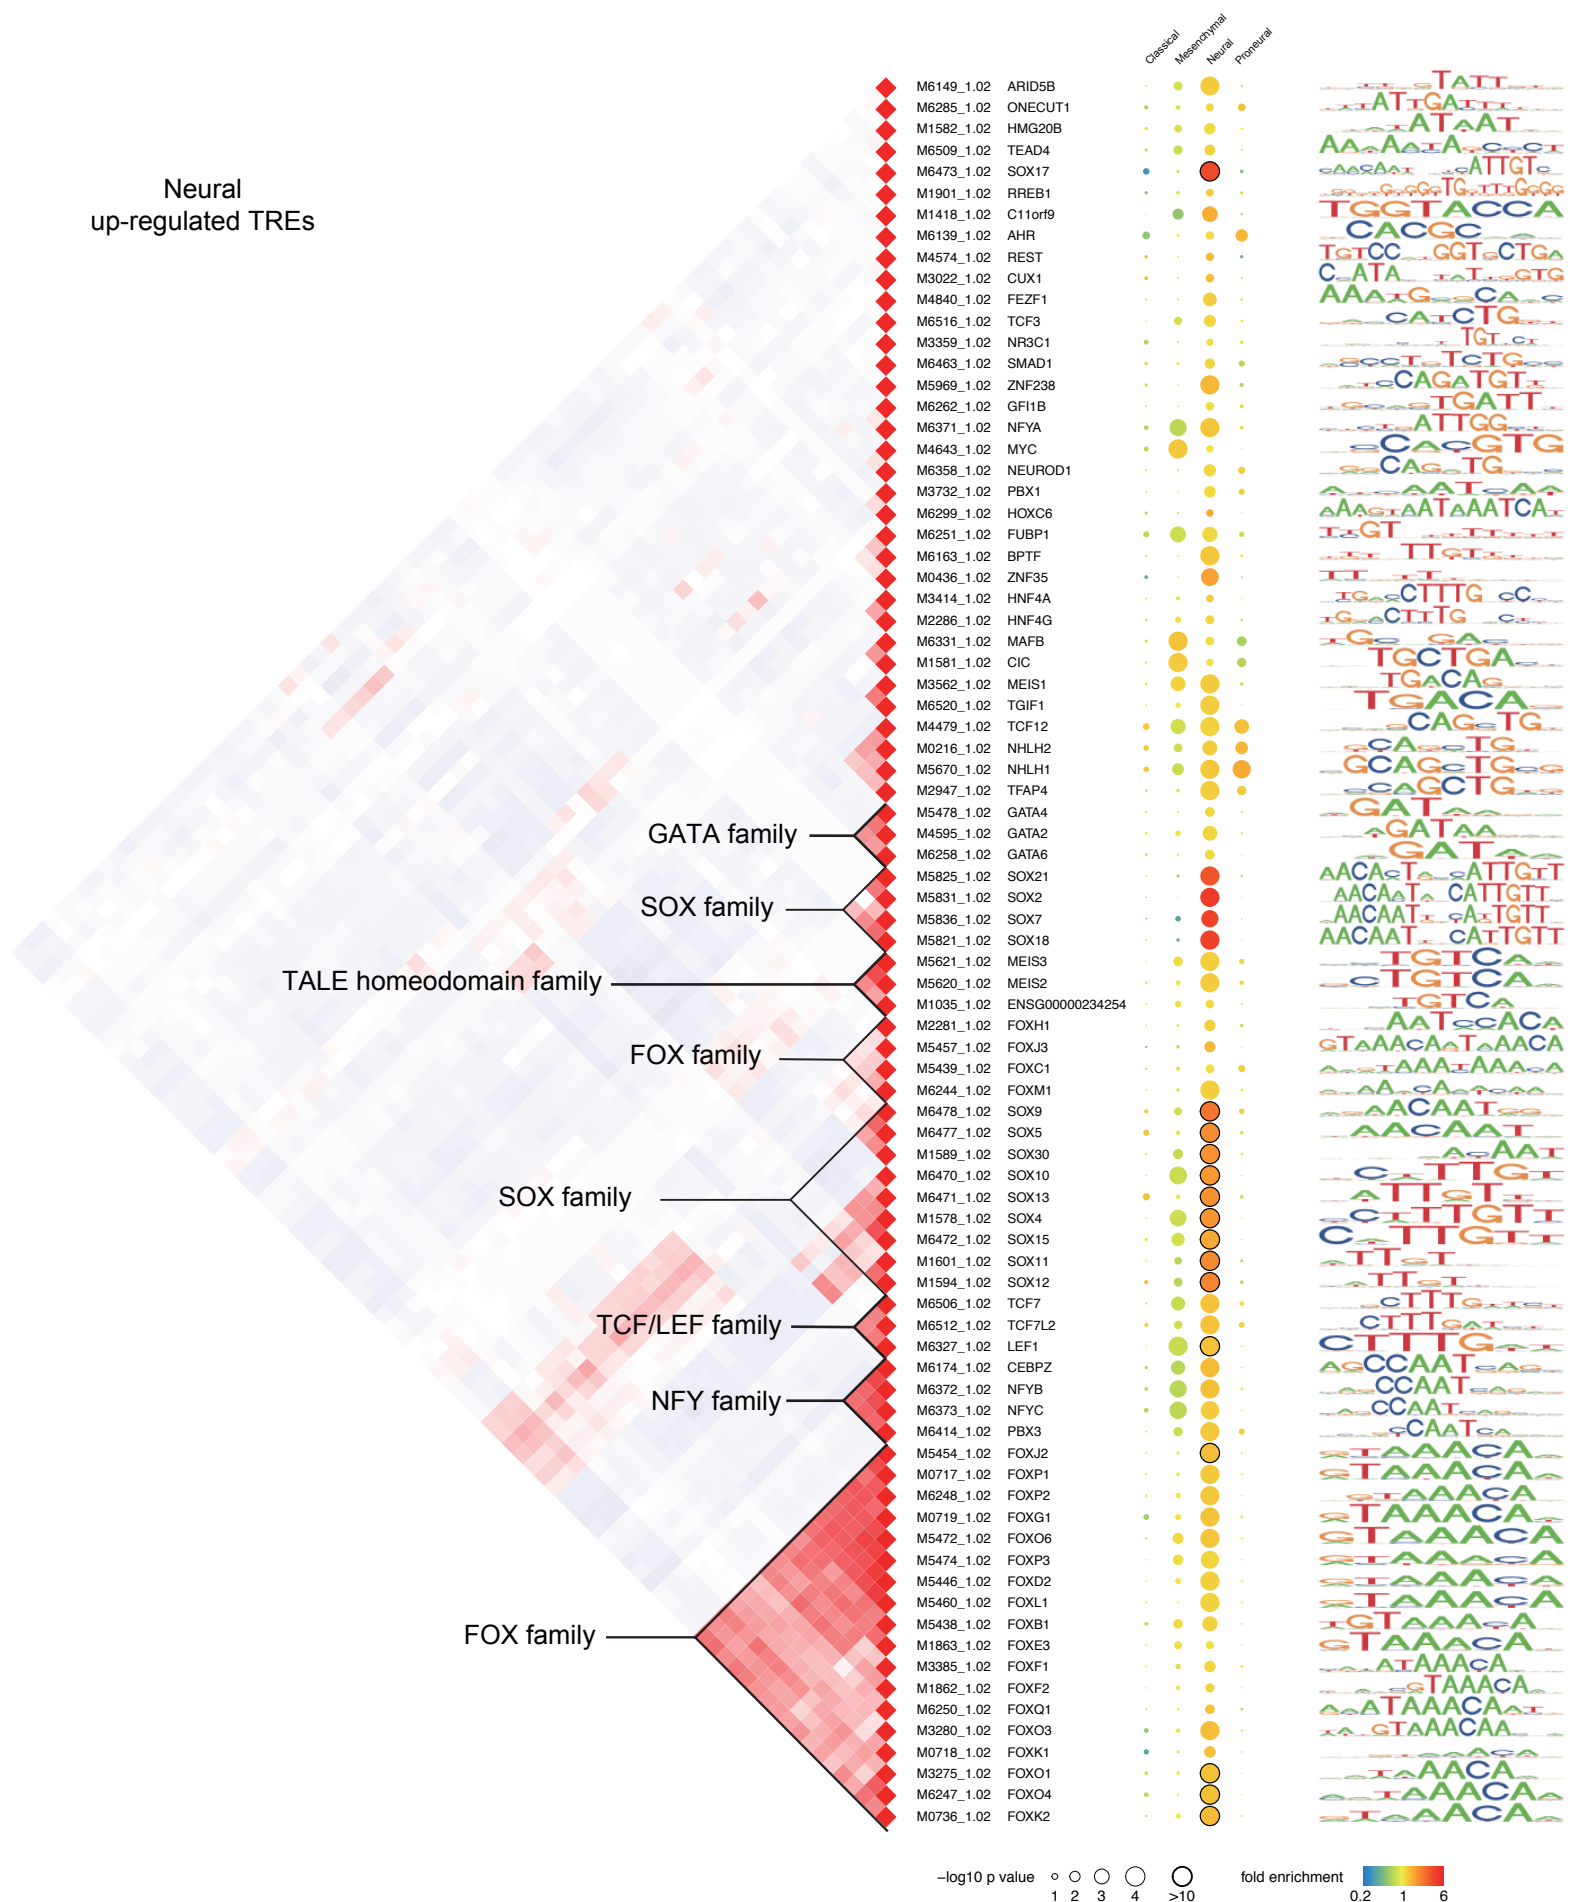 Classical Mesenchymal Neural Proneural
Neural
up-regulated TREs
M6149_1.02 ARID5B
M6285_1.02 ONECUT1
M1582_1.02 HMG20B
M6509_1.02 TEAD4
M6473_1.02 SOX17
M1901_1.02 RREB1
M1418_1.02 C11orf9
M6139_1.02 AHR
M4574_1.02 REST
M3022_1.02 CUX1
M4840_1.02 FEZF1
M6516_1.02 TCF3
M3359_1.02 NR3C1
M6463_1.02 SMAD1
M5969_1.02 ZNF238
M6262_1.02 GFI1B
M6371_1.02 NFYA
M4643_1.02 MYC
M6358_1.02 NEUROD1
M3732_1.02 PBX1
M6299_1.02 HOXC6
M6251_1.02 FUBP1
M6163_1.02 BPTF
M0436_1.02 ZNF35
M3414_1.02 HNF4A
M2286_1.02 HNF4G
M6331_1.02 MAFB
M1581_1.02 CIC
M3562_1.02 MEIS1
M6520_1.02 TGIF1
M4479_1.02 TCF12
M0216_1.02 NHLH2
M5670_1.02 NHLH1
M2947_1.02 TFAP4
M5478_1.02 GATA4
GATA family
M4595_1.02 GATA2
M6258_1.02 GATA6
M5825_1.02 SOX21
M5831_1.02 SOX2
SOX family
M5836_1.02 SOX7
M5821_1.02 SOX18
M5621_1.02 MEIS3
TALE homeodomain family
M5620_1.02 MEIS2
M1035_1.02 ENSG00000234254
M2281_1.02 FOXH1
M5457_1.02 FOXJ3
FOX family
M5439_1.02 FOXC1
M6244_1.02 FOXM1
M6478_1.02 SOX9
M6477_1.02 SOX5
M1589_1.02 SOX30
M6470_1.02 SOX10
SOX family
M6471_1.02 SOX13
M1578_1.02 SOX4
M6472_1.02 SOX15
M1601_1.02 SOX11
M1594_1.02 SOX12
M6506_1.02 TCF7
TCF/LEF family
M6512_1.02 TCF7L2
M6327_1.02 LEF1
M6174_1.02 CEBPZ
M6372_1.02 NFYB
NFY family
M6373_1.02 NFYC
M6414_1.02 PBX3
M5454_1.02 FOXJ2
M0717_1.02 FOXP1
M6248_1.02 FOXP2
M0719_1.02 FOXG1
M5472_1.02 FOXO6
M5474_1.02 FOXP3
M5446_1.02 FOXD2
M5460_1.02 FOXL1
M5438_1.02 FOXB1
FOX family
M1863_1.02 FOXE3
M3385_1.02 FOXF1
M1862_1.02 FOXF2
M6250_1.02 FOXQ1
M3280_1.02 FOXO3
M0718_1.02 FOXK1
M3275_1.02 FOXO1
M6247_1.02 FOXO4
M0736_1.02 FOXK2
−log10 p value
1 2 3 4 >10
fold enrichment
0.2 1 6